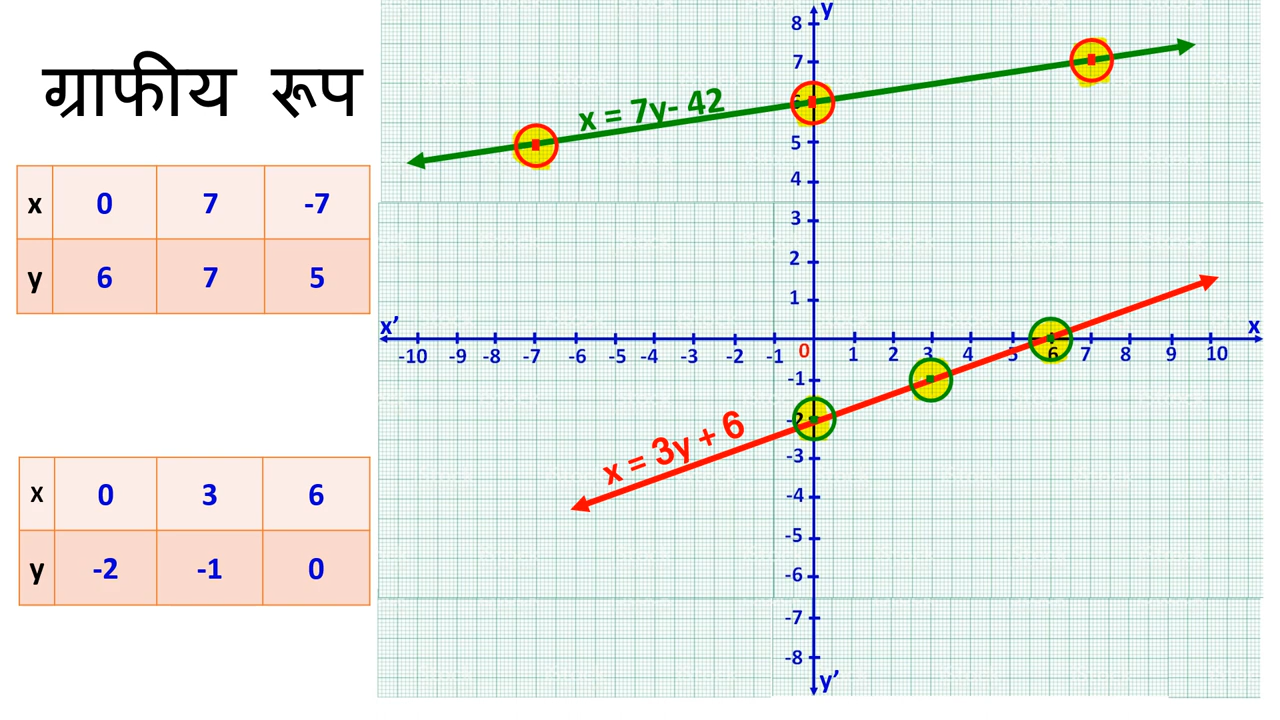 ग्राफीय रूप
x 0 7 -7
y 6 7 5
x 0 3 6
y -2 -1 0
y
8
7
6
5
4
3
2
1
x = 7y- 42
x’ x
-10 -9 -8 -7 -6 -5 -4 -3 -2 -1 0 1 2 3 4 5 6 7 8 9 10
-1
-2
-3
-4
-5
-6
-7
-8
x = 3y + 6
y’